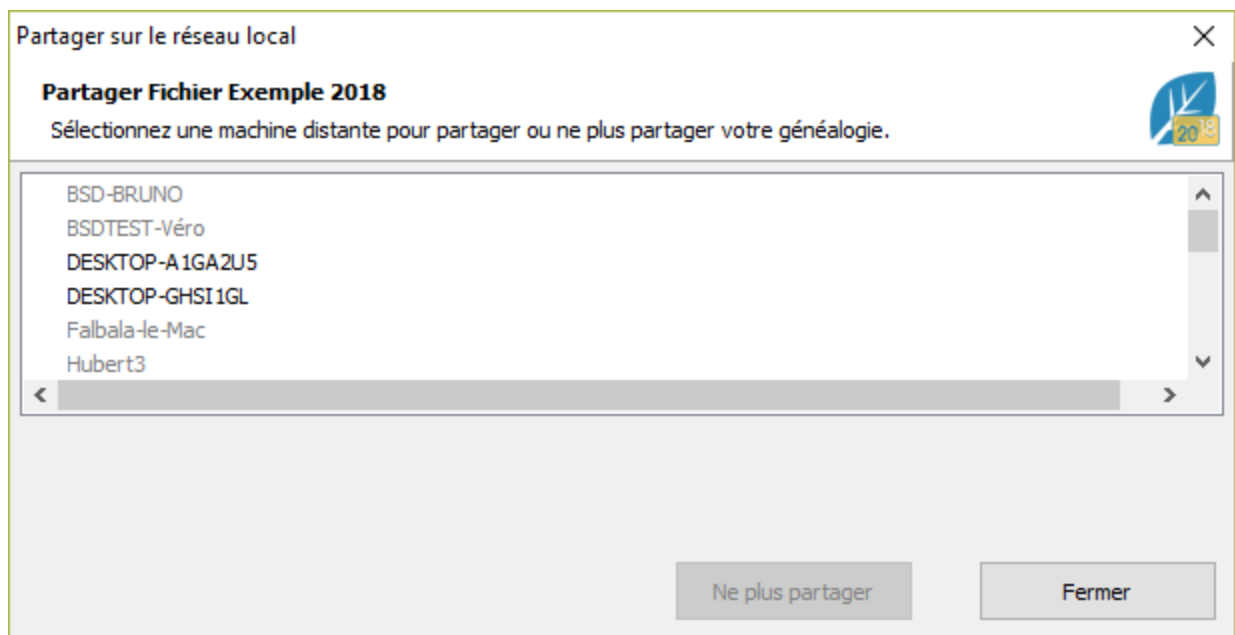 Partager sur le réseau local
Partager Fichier Exemple 2018
Sélectionnez une machine distante pour partager ou ne plus partager votre généalogie.
2018
BSD-BRUNO
BSDTEST-Véro
DESKTOP-A1GA2U5
DESKTOP-GHSI1GL
Falbala-le-Mac
Hubert3
Ne plus partager
Fermer